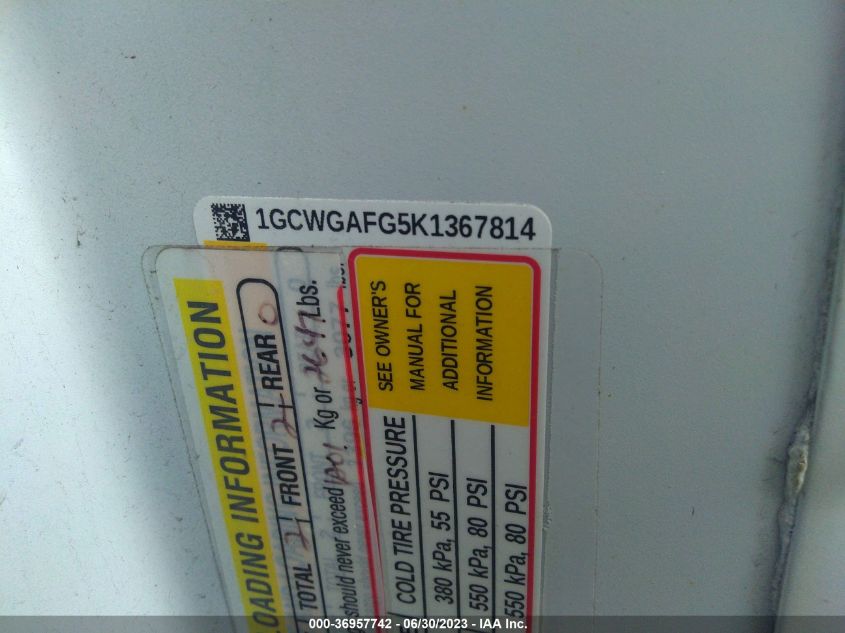 1GCWGAFG5K1367814
LOADING INFORMATION
TOTAL 2 FRONT 2 REAR 0
should never exceed 1201 Kg or 2647 Lbs.
SEE OWNER'S
MANUAL FOR
ADDITIONAL
INFORMATION
COLD TIRE PRESSURE
380 kPa, 55 PSI
550 kPa, 80 PSI
550 kPa, 80 PSI
000-36957742 / 06/30/2023 - IAA Inc.